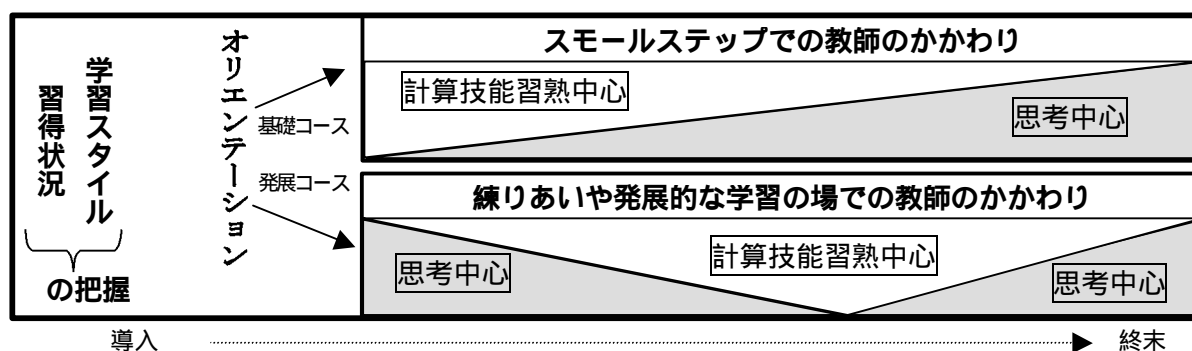 学習スタイル
習得状況
の把握
オリエンテーション
基礎コース
発展コース
スモールステップでの教師のかかわり
計算技能習熟中心
思考中心
練りあいや発展的な学習の場での教師のかかわり
思考中心
計算技能習熟中心
思考中心
導入
終末